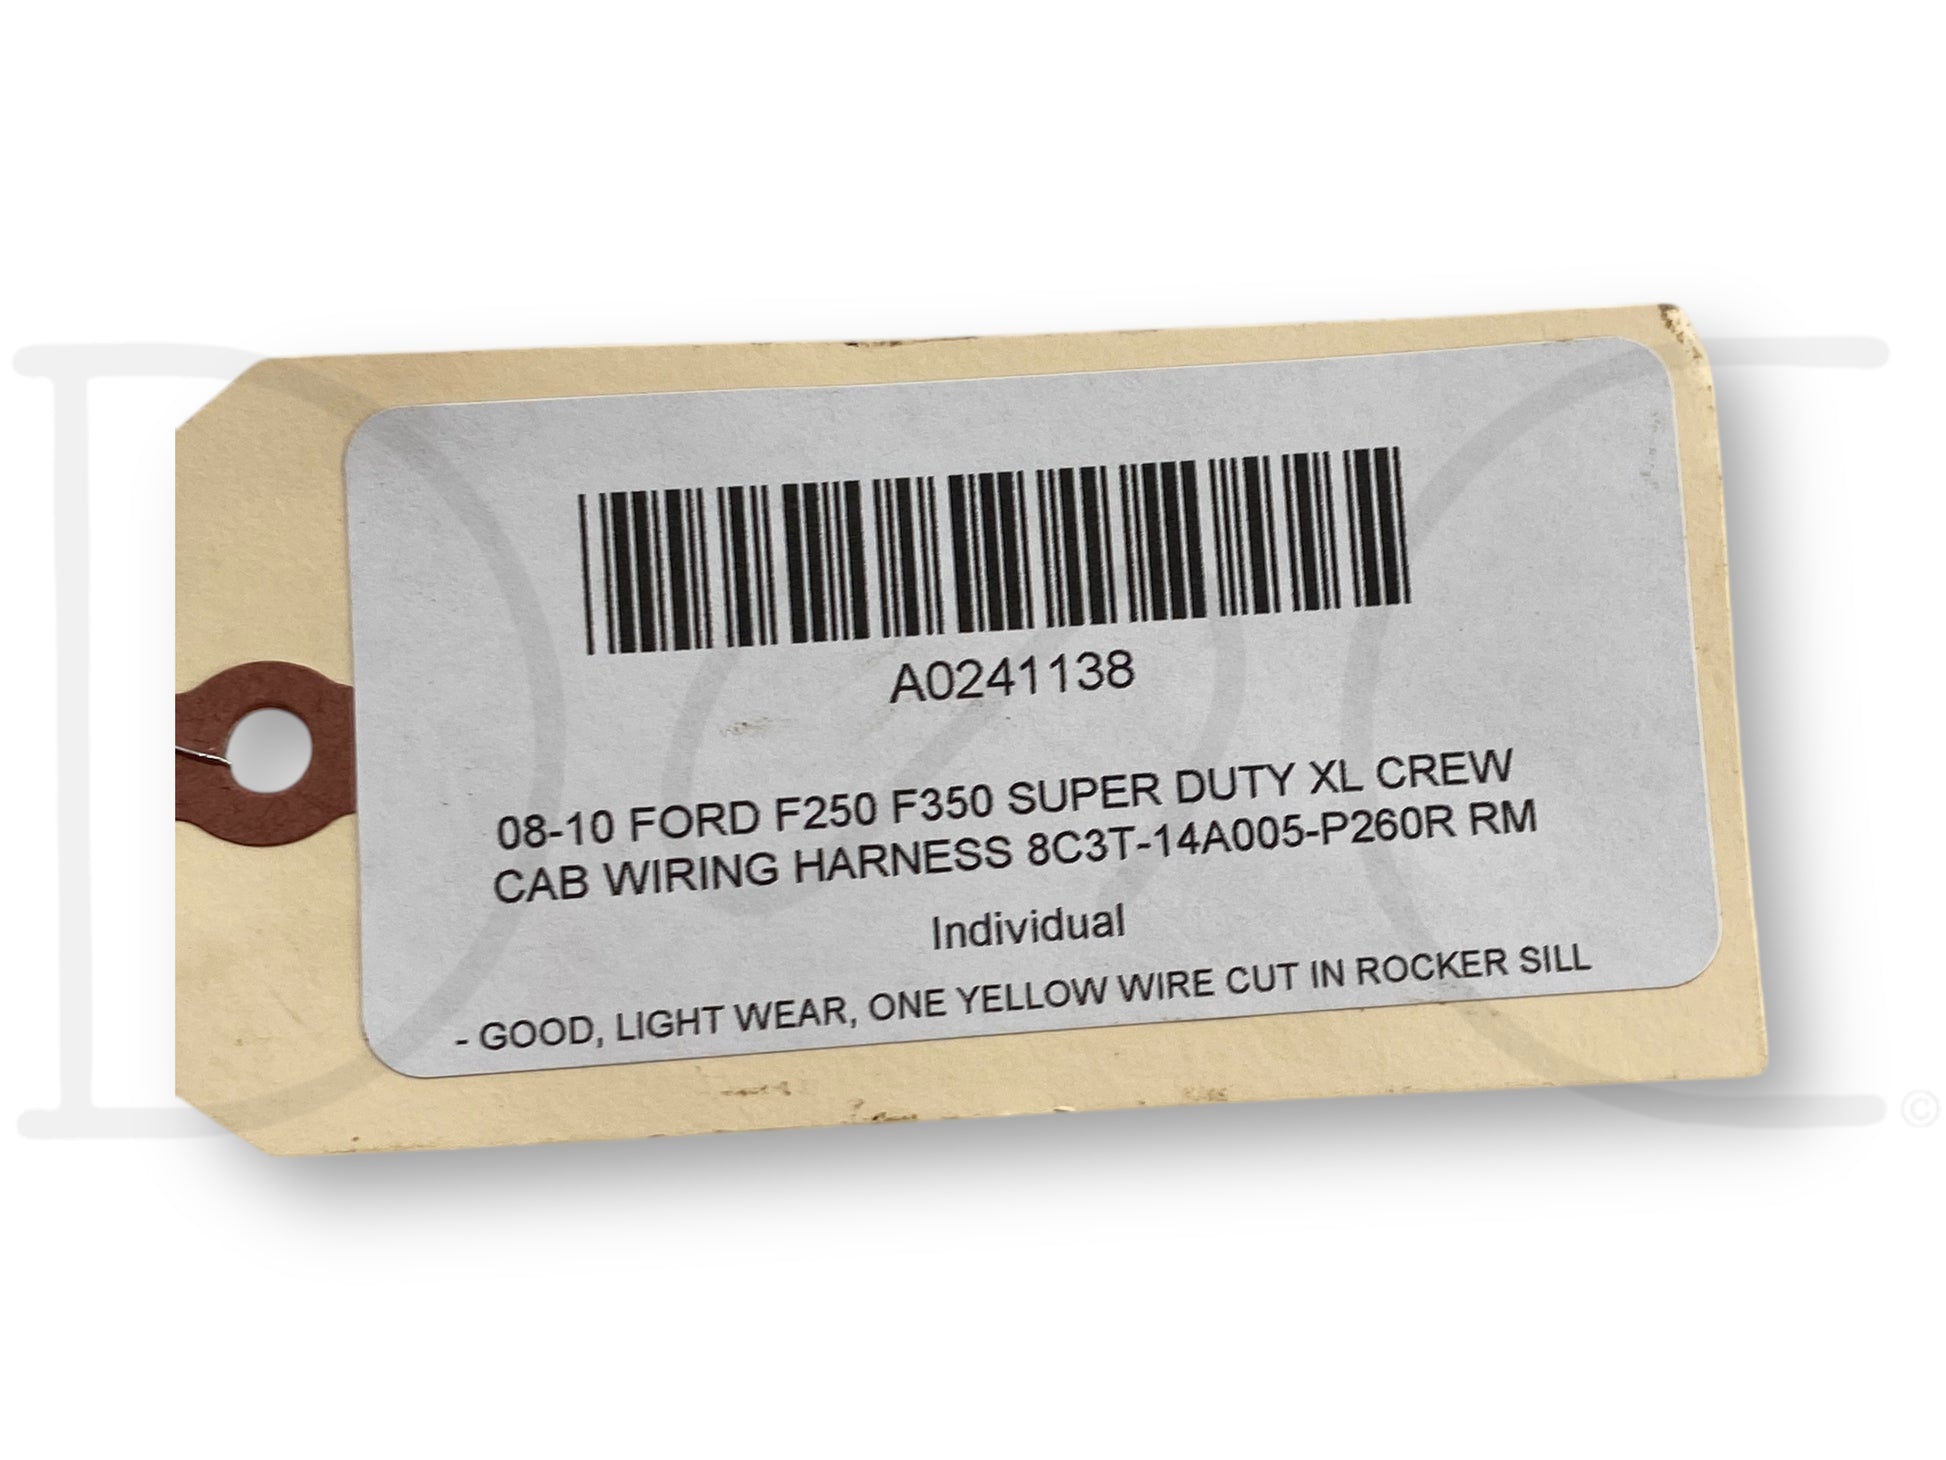 A0241138
08-10 FORD F250 F350 SUPER DUTY XL CREW
CAB WIRING HARNESS 8C3T-14A005-P260R RM
Individual
- GOOD, LIGHT WEAR, ONE YELLOW WIRE CUT IN ROCKER SILL
©